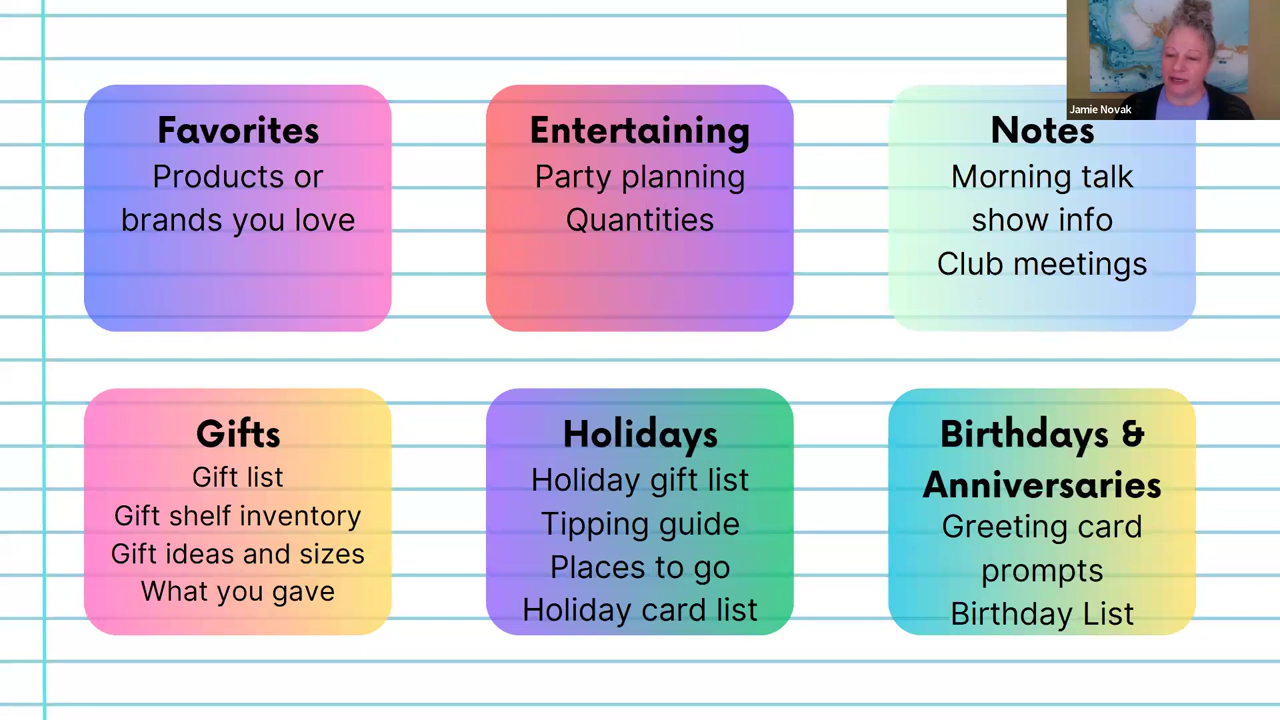 Jamie Novak
Favorites
Products or
brands you love
Entertaining
Party planning
Quantities
Notes
Morning talk
show info
Club meetings
Gifts
Gift list
Gift shelf inventory
Gift ideas and sizes
What you gave
Holidays
Holiday gift list
Tipping guide
Places to go
Holiday card list
Birthdays &
Anniversaries
Greeting card
prompts
Birthday List